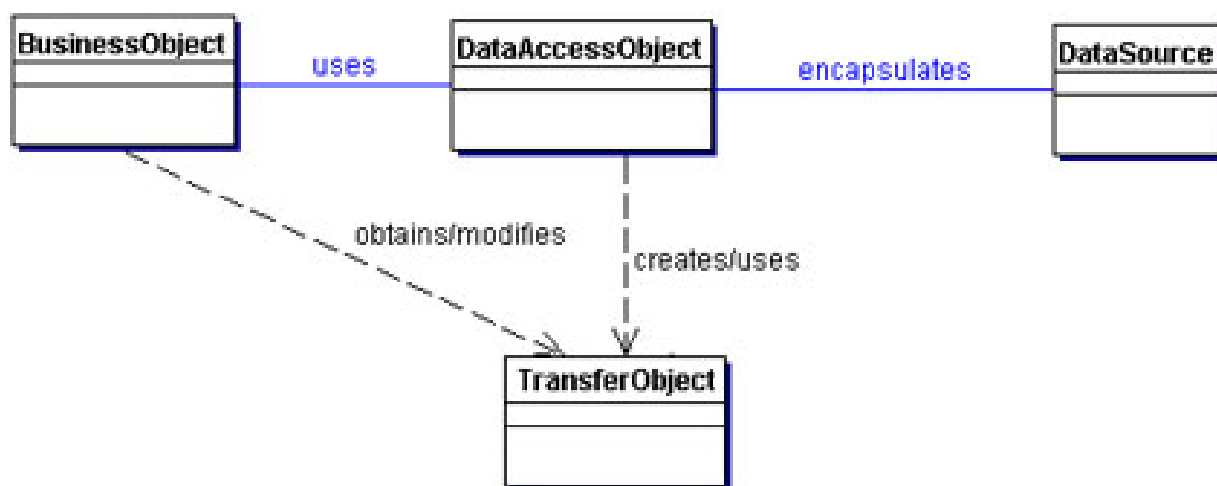 BusinessObject
uses
DataAccessObject
encapsulates
DataSource
obtains/modifies
creates/uses
TransferObject